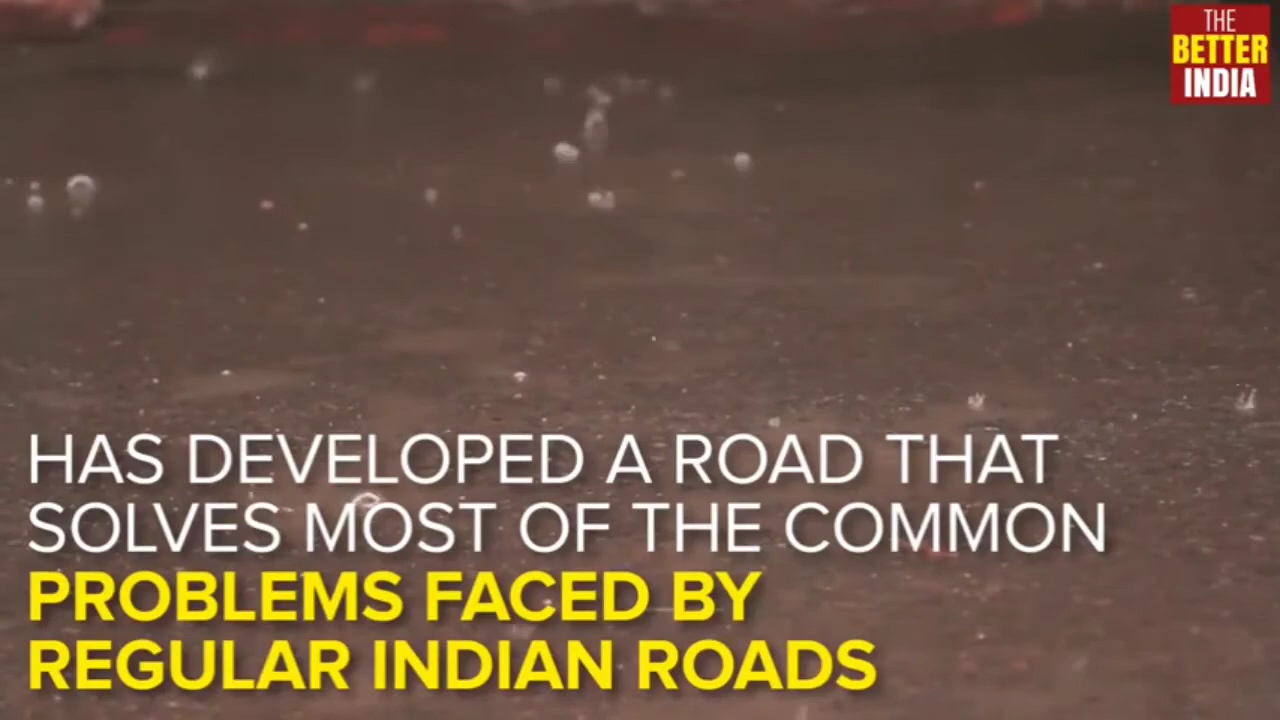 THE
BETTER
INDIA
HAS DEVELOPED A ROAD THAT
SOLVES MOST OF THE COMMON
PROBLEMS FACED BY
REGULAR INDIAN ROADS